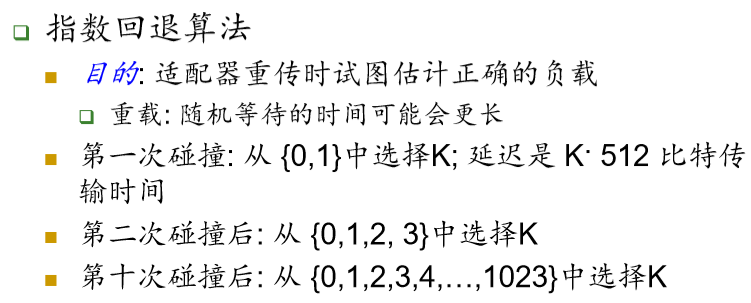 指数回退算法
目的: 适配器重传时试图估计正确的负载
重载: 随机等待的时间可能会更长
第一次碰撞: 从 {0,1}中选择K; 延迟是 K· 512 比特传
输时间
第二次碰撞后: 从 {0,1,2, 3}中选择K
第十次碰撞后: 从 {0,1,2,3,4,…,1023}中选择K